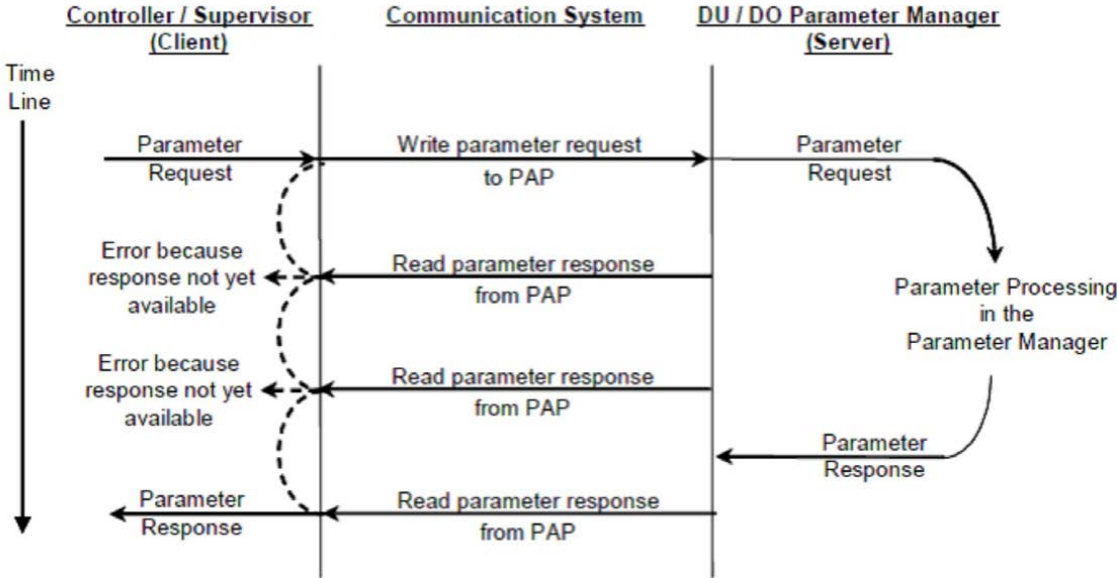 Controller / Supervisor
(Client)
Communication System
DU / DO Parameter Manager
(Server)
Time
Line
Parameter
Request
Write parameter request
to PAP
Parameter
Request
Error because
response not yet
available
Read parameter response
from PAP
Parameter Processing
in the
Parameter Manager
Error because
response not yet
available
Read parameter response
from PAP
Parameter
Response
Parameter
Response
Read parameter response
from PAP